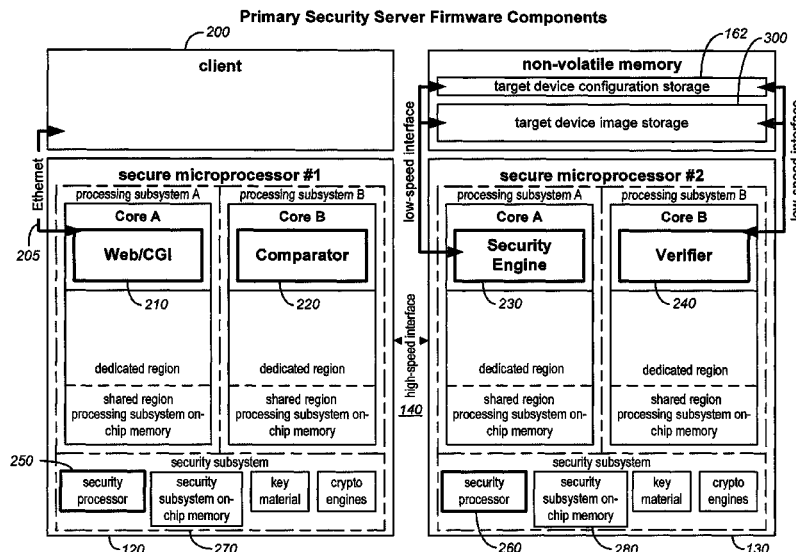 Primary Security Server Firmware Components
200
162
300
client
non-volatile memory
target device configuration storage
target device image storage
Ethernet
low-speed interface
low-speed interface
secure microprocessor #1
secure microprocessor #2
processing subsystem A
processing subsystem B
processing subsystem A
processing subsystem B
Core A
Core B
Core A
Core B
205
Web/CGI
Comparator
Security
Engine
Verifier
210
220
230
240
high-speed interface
140
dedicated region
dedicated region
dedicated region
dedicated region
shared region
processing subsystem on-
chip memory
shared region
processing subsystem on-
chip memory
shared region
processing subsystem on-
chip memory
shared region
processing subsystem on-
chip memory
250
security subsystem
security subsystem
security
processor
security
subsystem on-
chip memory
key
material
crypto
engines
security
processor
security
subsystem on-
chip memory
key
material
crypto
engines
120
270
260
280
130